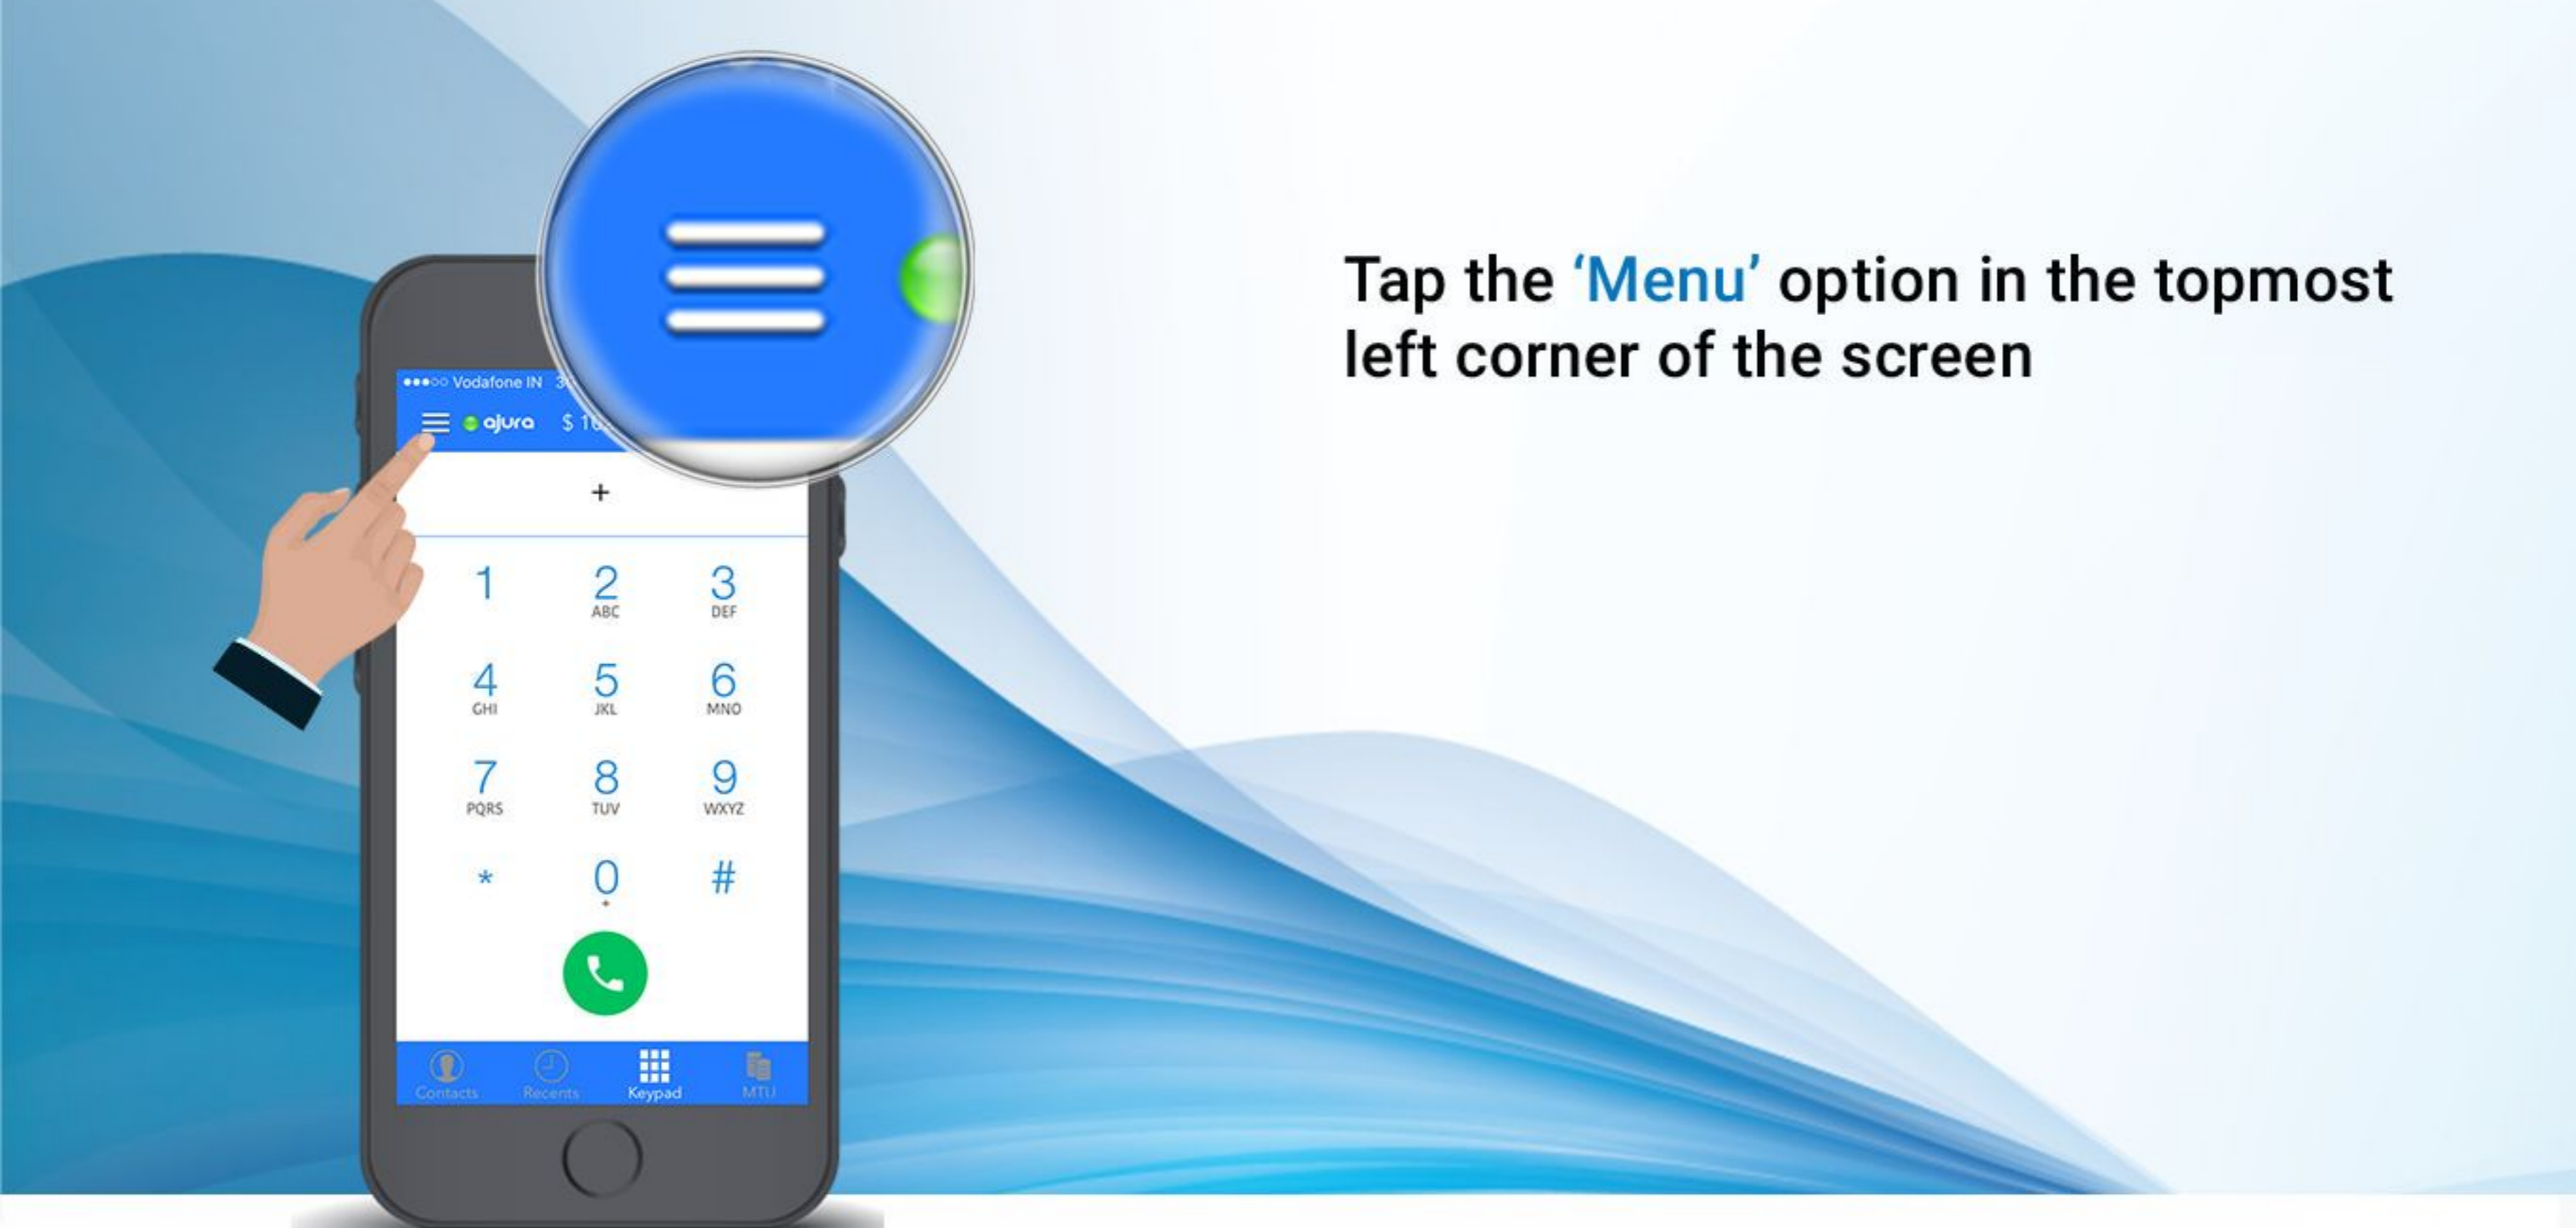 Tap the ‘Menu’ option in the topmost
left corner of the screen
Vodafone IN
ajura $
+
1 2 3
ABC DEF
4 5 6
GHI JKL MNO
7 8 9
PQRS TUV WXYZ
* 0 #
+
Contacts Recents Keypad MTU